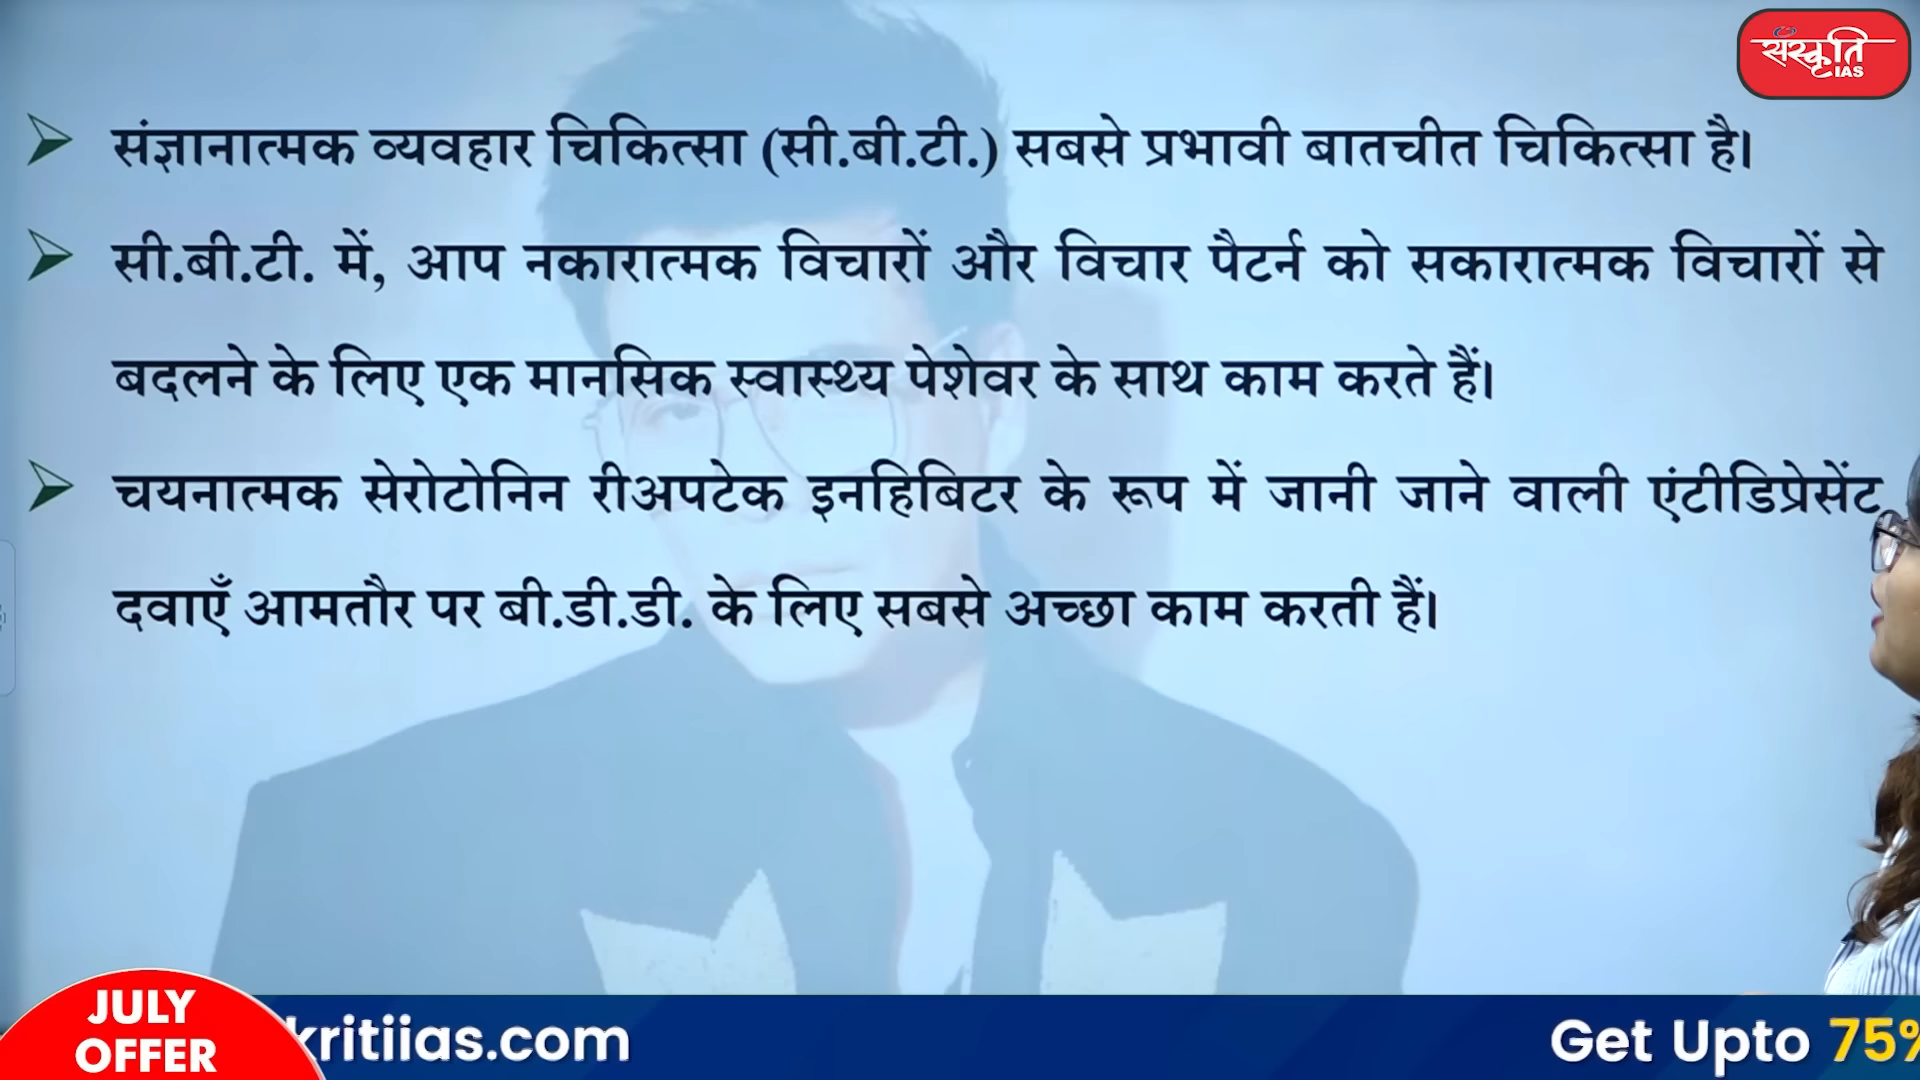 संस्कृति
IAS
संज्ञानात्मक व्यवहार चिकित्सा (सी.बी.टी.) सबसे प्रभावी बातचीत चिकित्सा है।
सी.बी.टी. में, आप नकारात्मक विचारों और विचार पैटर्न को सकारात्मक विचारों से
बदलने के लिए एक मानसिक स्वास्थ्य पेशेवर के साथ काम करते हैं।
चयनात्मक सेरोटोनिन रीअपटेक इनहिबिटर के रूप में जानी जाने वाली एंटीडिप्रेसेंट
दवाएँ आमतौर पर बी.डी.डी. के लिए सबसे अच्छा काम करती हैं।
JULY
OFFER
kritiias.com
Get Upto 75%